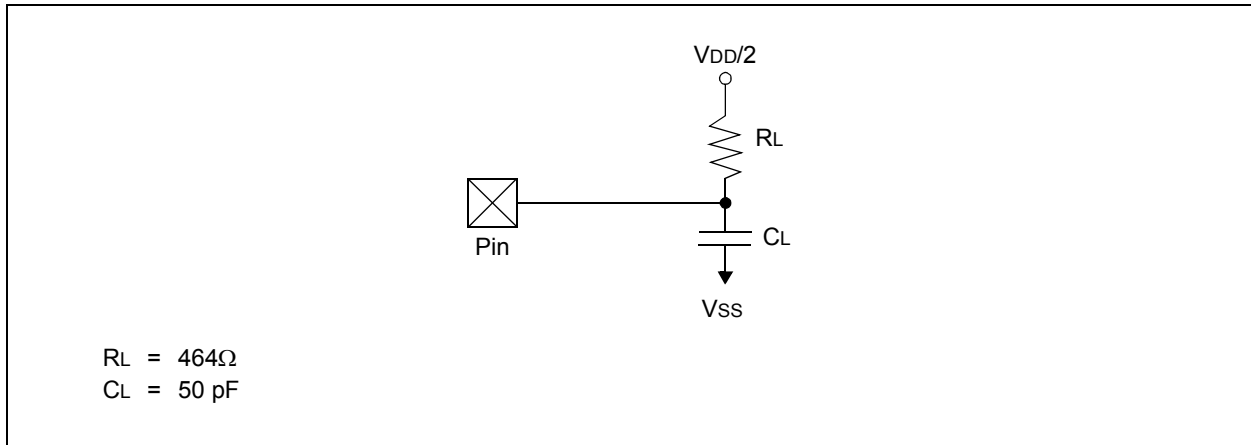 VDD/2
RL
Pin
CL
VSS
RL = 464Ω
CL = 50 pF